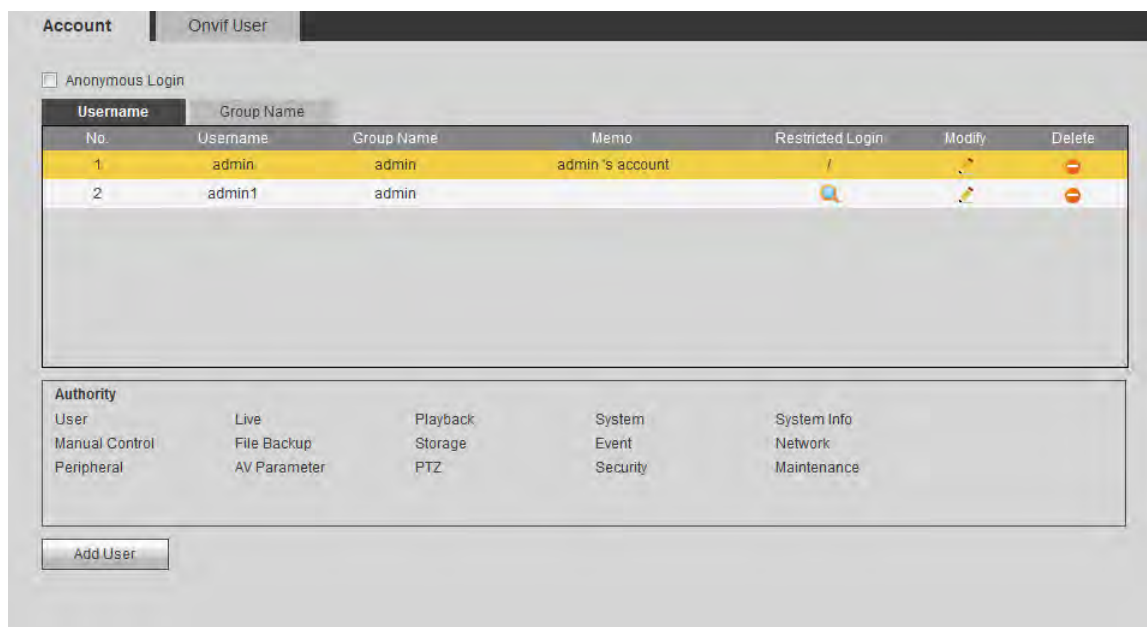 Account Onvif User
Anonymous Login
Username Group Name
No. Username Group Name Memo Restricted Login Modify Delete
1 admin admin admin 's account /
2 admin1 admin
Authority
User Live Playback System System Info
Manual Control File Backup Storage Event Network
Peripheral AV Parameter PTZ Security Maintenance
Add User